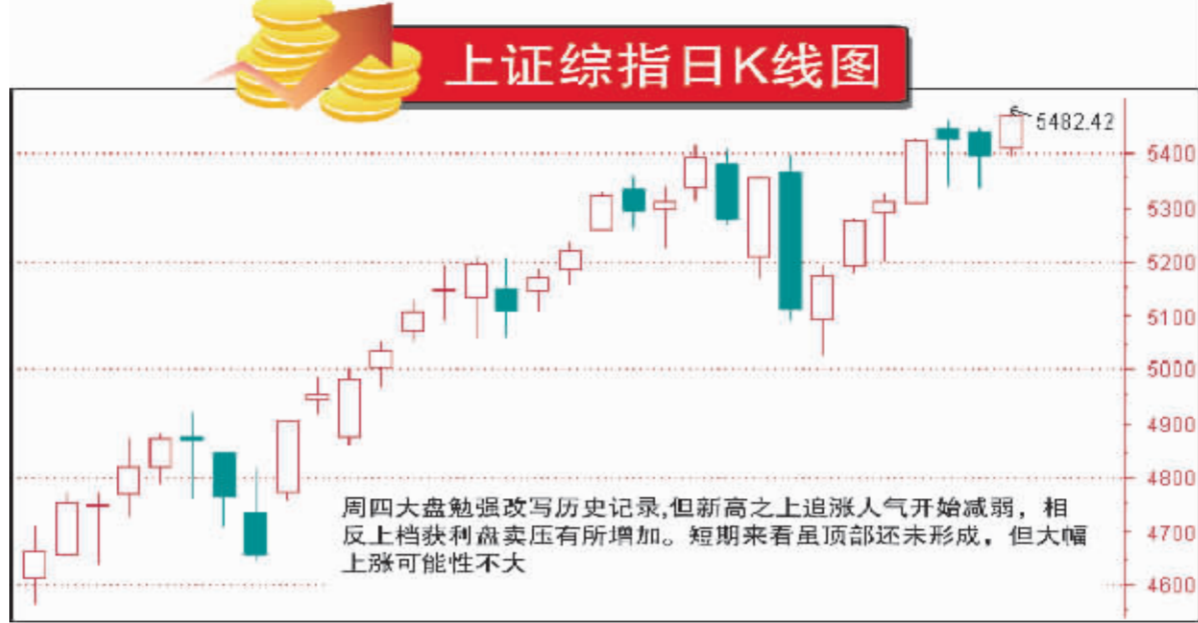 上证综指日K线图
5482.42
5400
5300
5200
5100
5000
4900
4800
4700
4600
周四大盘勉强改写历史记录,但新高之上追涨人气开始减弱，相
反上档获利盘卖压有所增加。短期来看虽顶部还未形成，但大幅
上涨可能性不大